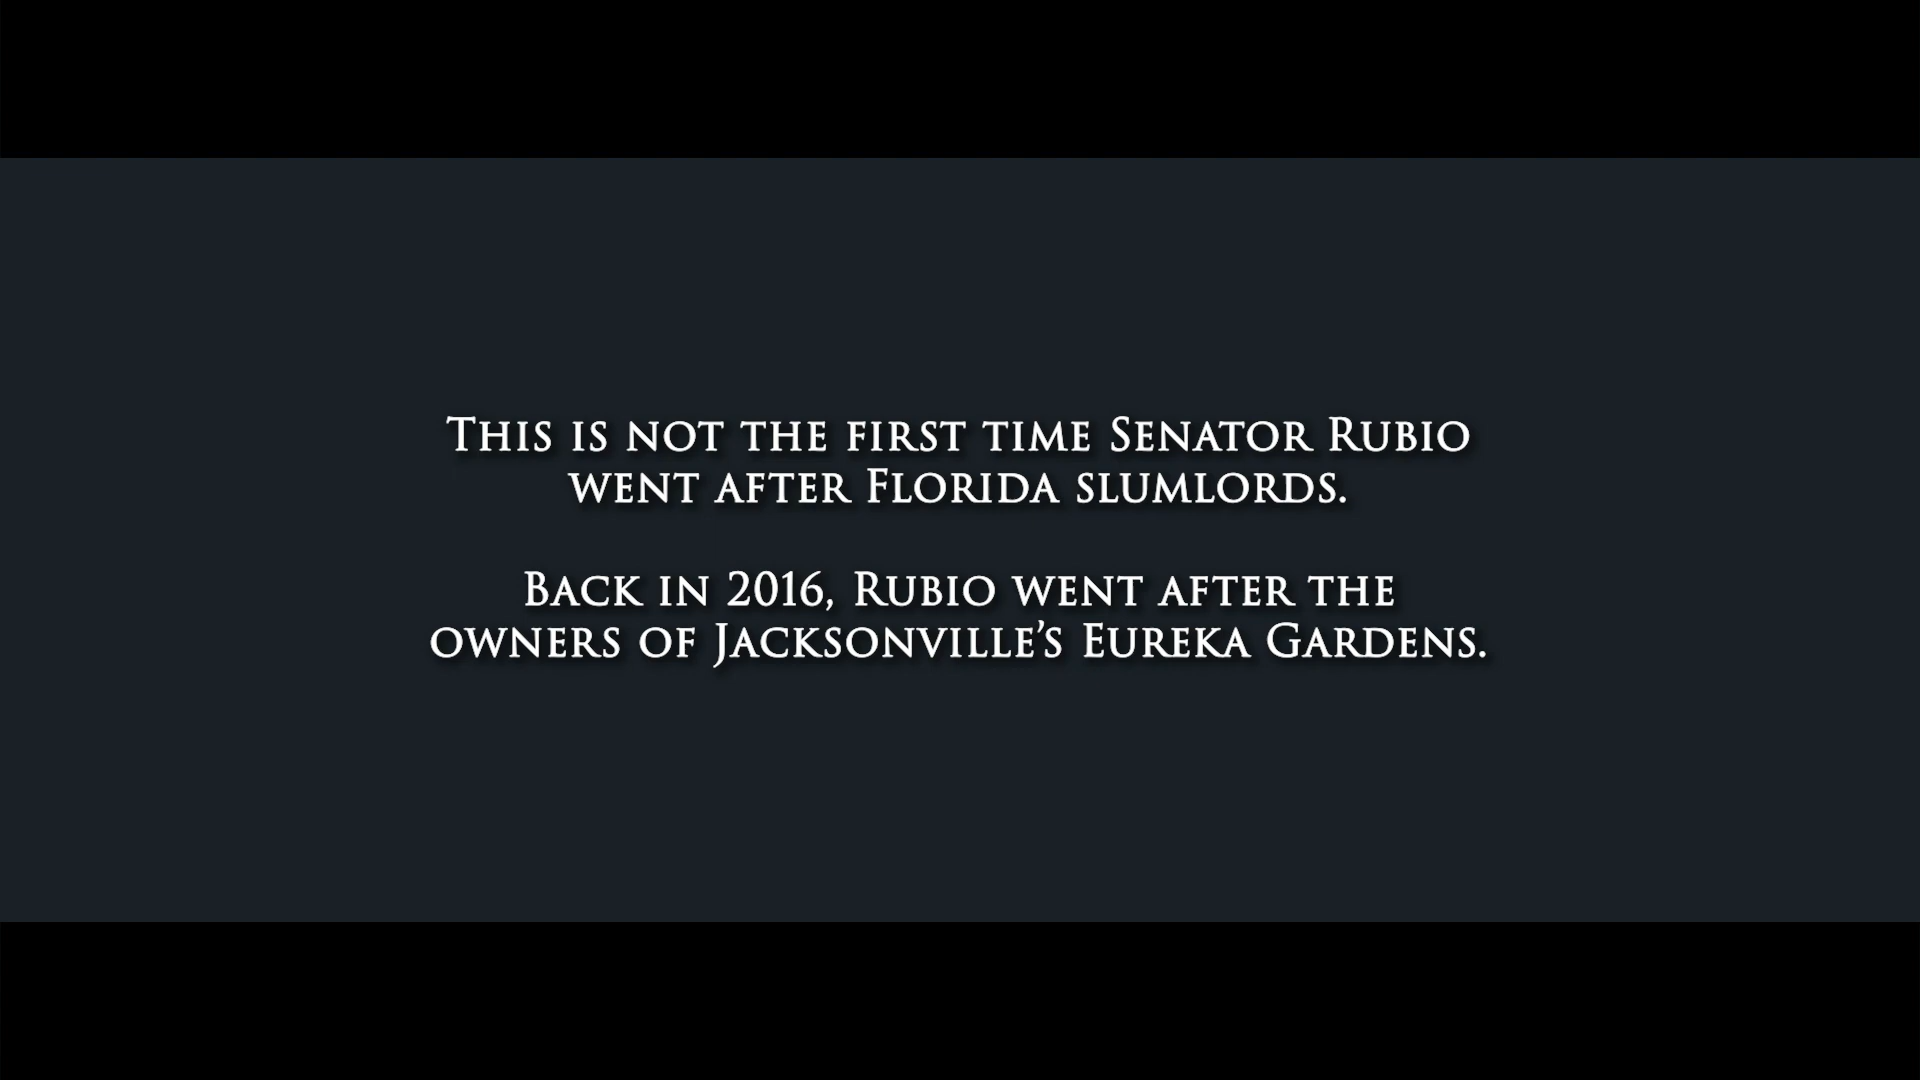 This is not the first time Senator Rubio
went after Florida slumlords.
Back in 2016, Rubio went after the
owners of Jacksonville’s Eureka Gardens.